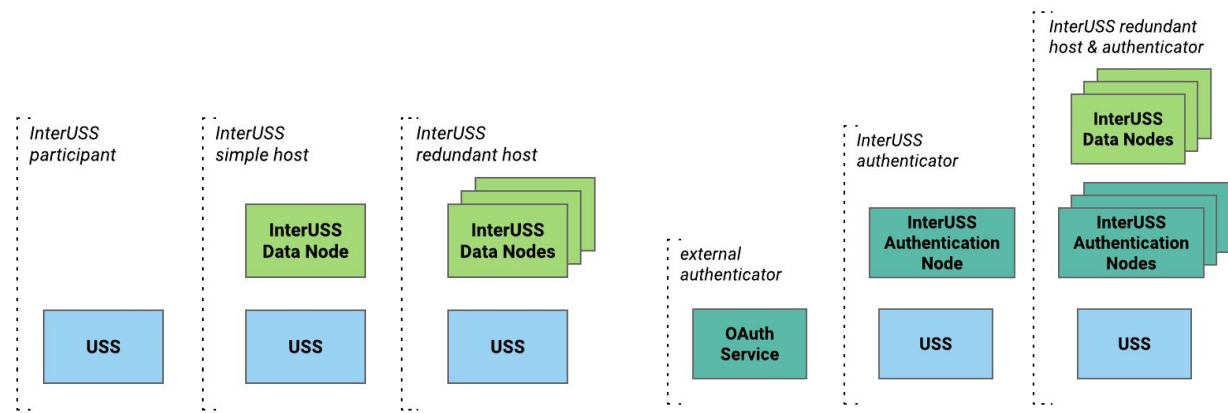 InterUSS
participant
USS
InterUSS
simple host
InterUSS
Data Node
USS
InterUSS
redundant host
InterUSS
Data Nodes
USS
external
authenticator
OAuth
Service
InterUSS
authenticator
InterUSS
Authentication
Node
USS
InterUSS redundant
host & authenticator
InterUSS
Data Nodes
InterUSS
Authentication
Nodes
USS